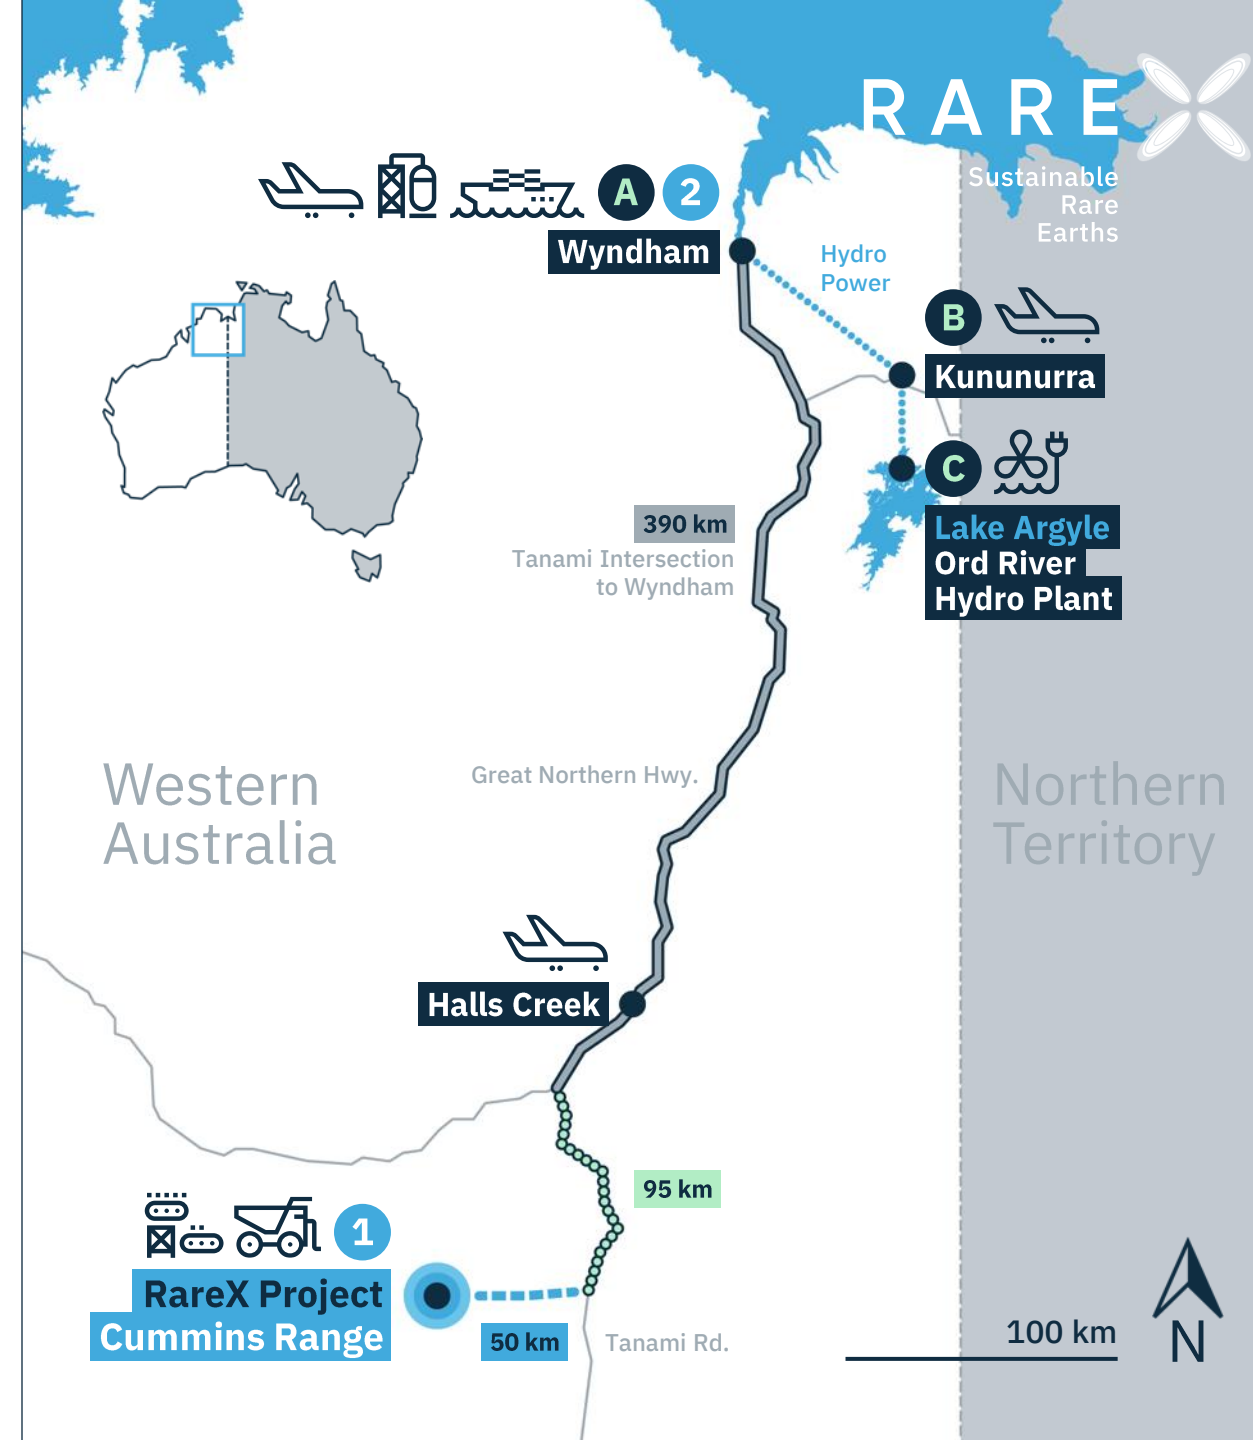 RARE X
Sustainable
Rare
Earths
A
2
Wyndham
Hydro
Power
B
Kununurra
C
Lake Argyle
Ord River
Hydro Plant
390 km
Tanami Intersection
to Wyndham
Great Northern Hwy.
Western
Australia
Northern
Territory
Halls Creek
95 km
1
RareX Project
Cummins Range
50 km
Tanami Rd.
100 km
N